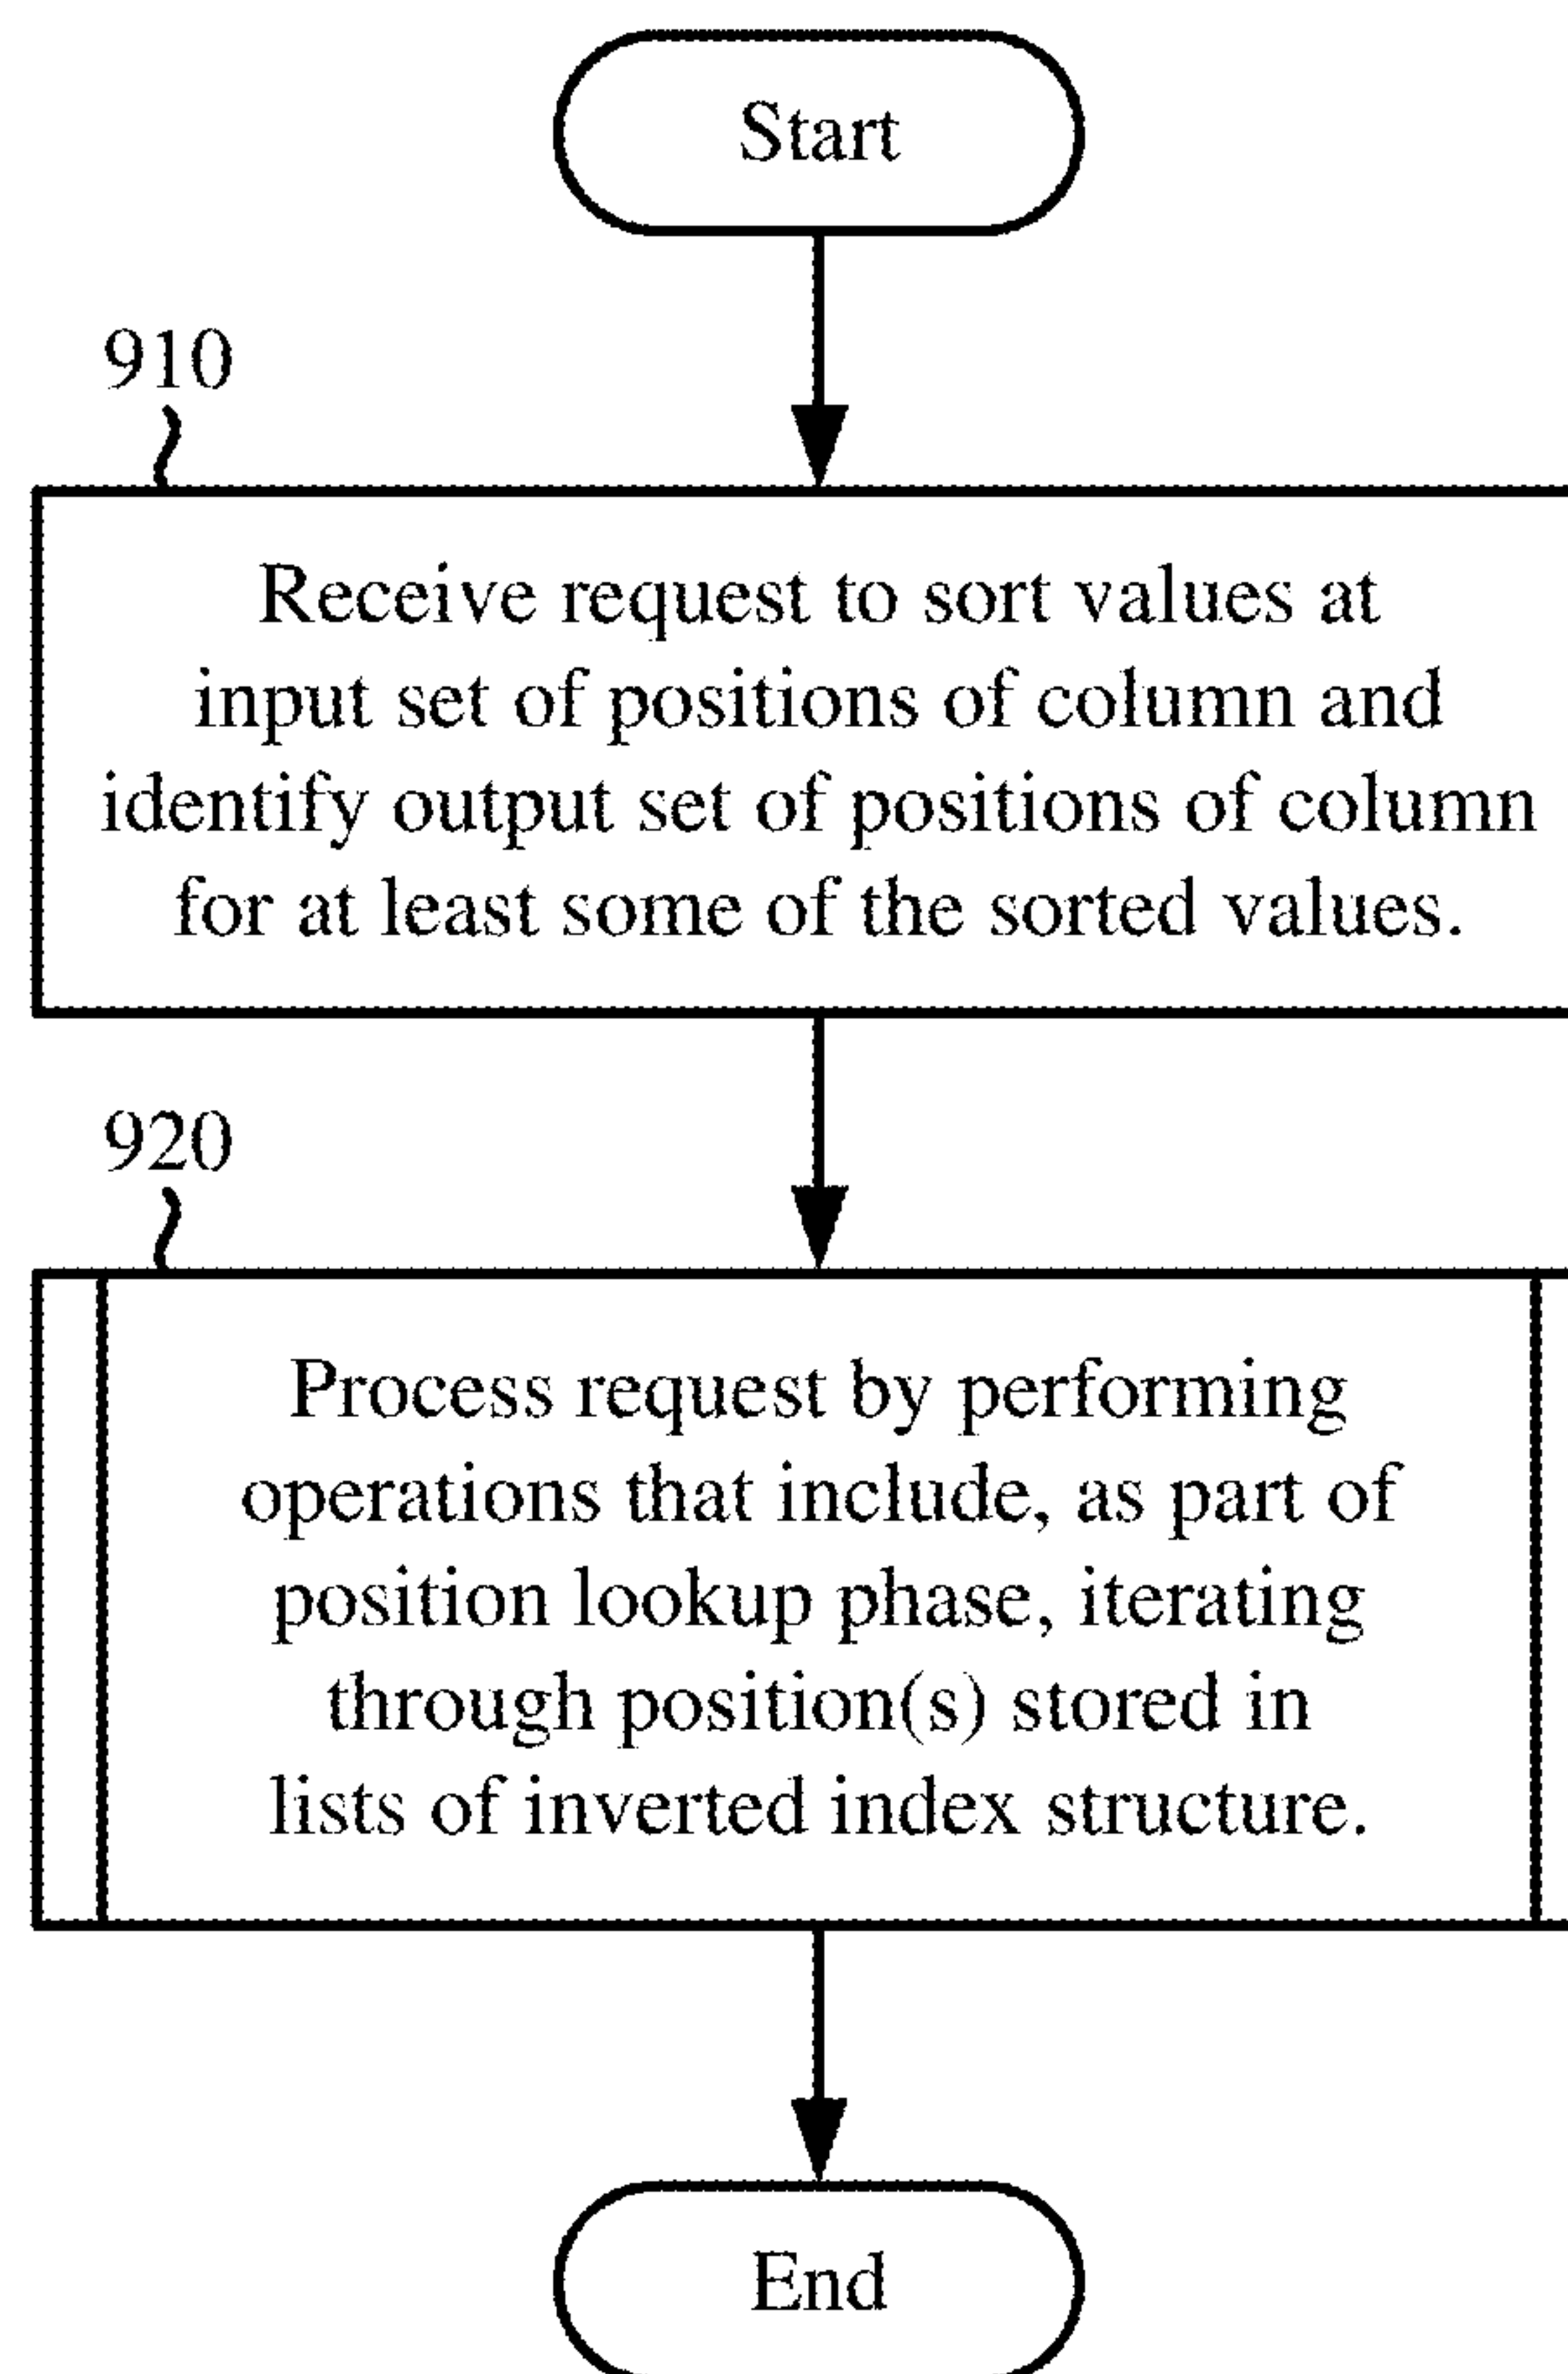 Start
910
Receive request to sort values at
input set of positions of column and
identify output set of positions of column
for at least some of the sorted values.
920
Process request by performing
operations that include, as part of
position lookup phase, iterating
through position(s) stored in
lists of inverted index structure.
End